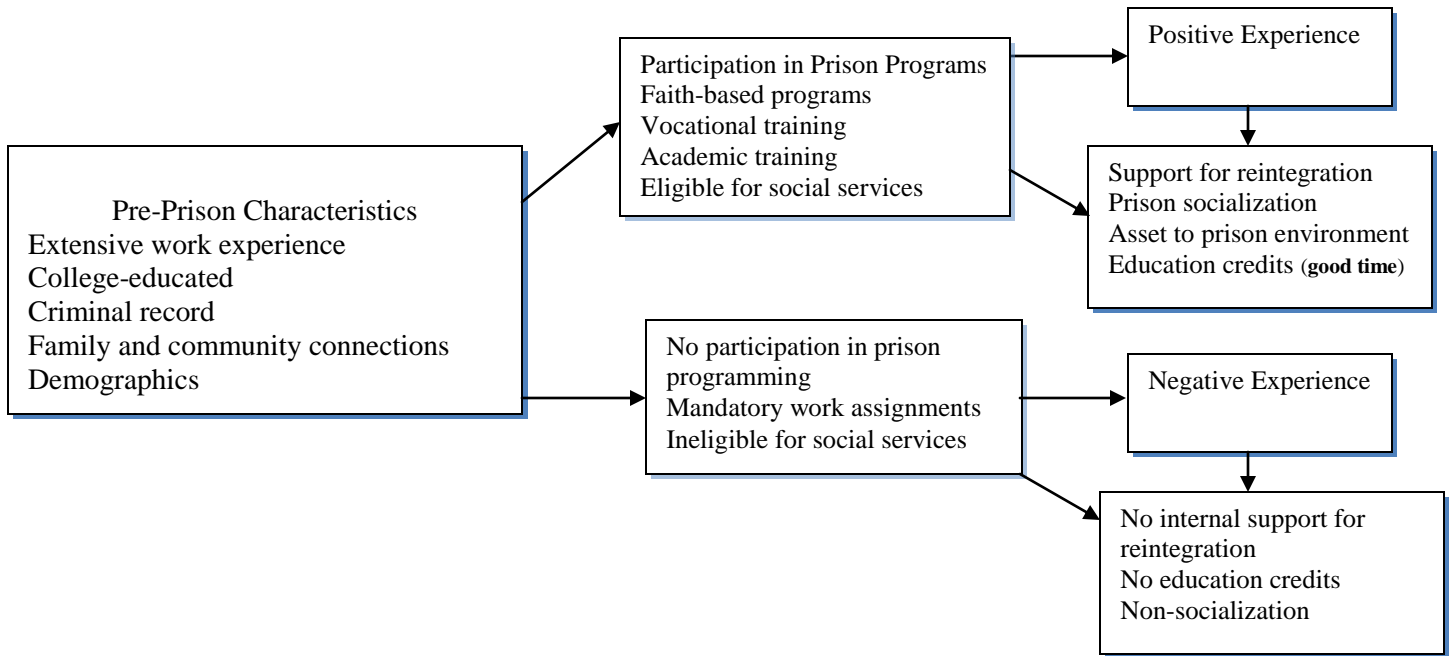 Pre-Prison Characteristics
Extensive work experience
College-educated
Criminal record
Family and community connections
Demographics
Participation in Prison Programs
Faith-based programs
Vocational training
Academic training
Eligible for social services
Positive Experience
Support for reintegration
Prison socialization
Asset to prison environment
Education credits (good time)
No participation in prison
programming
Mandatory work assignments
Ineligible for social services
Negative Experience
No internal support for
reintegration
No education credits
Non-socialization